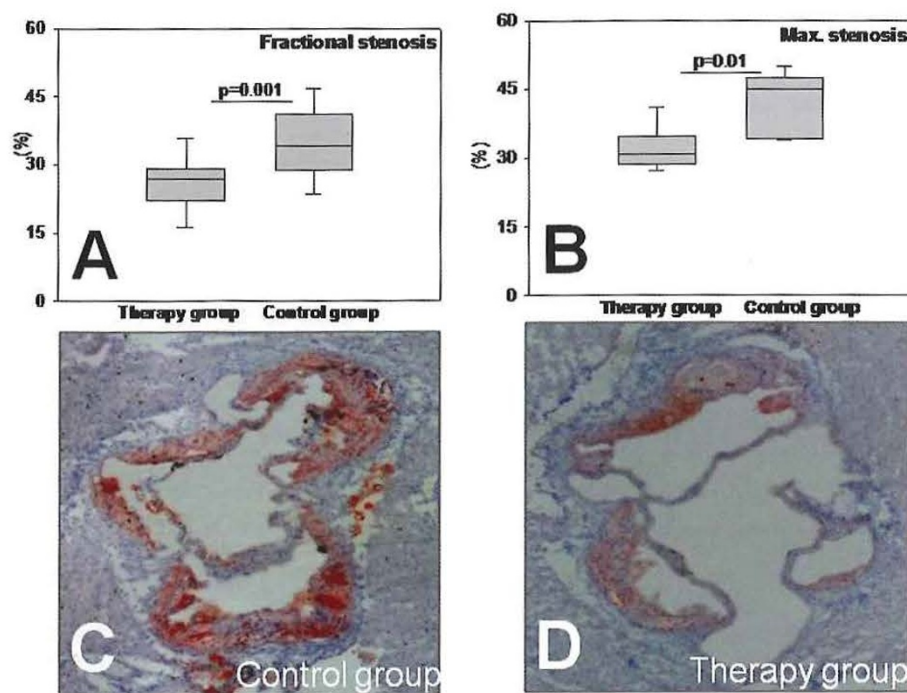 60
Fractional stenosis
p=0.001
45
(%)
30
15
0
A
Therapy group Control group
60
Max. stenosis
p=0.01
45
(%)
30
15
0
B
Therapy group Control group
C
Control group
D
Therapy group